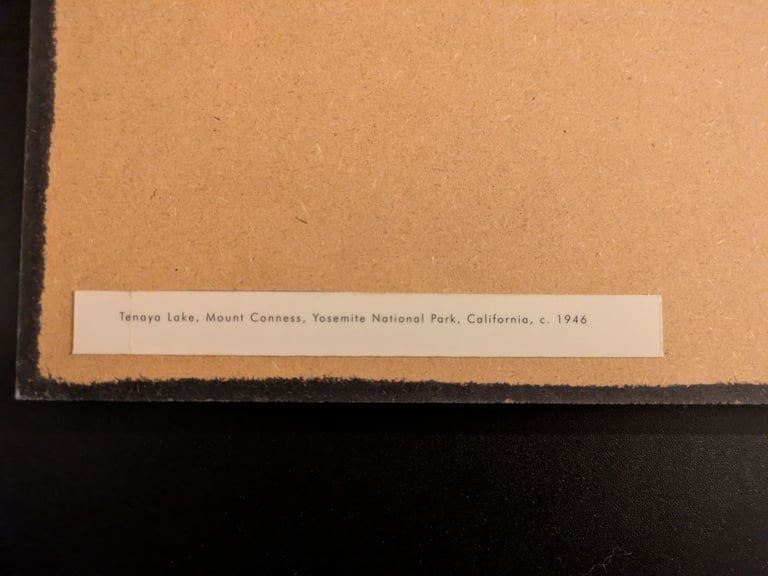 Tenaya Lake, Mount Conness, Yosemite National Park, California, c. 1946